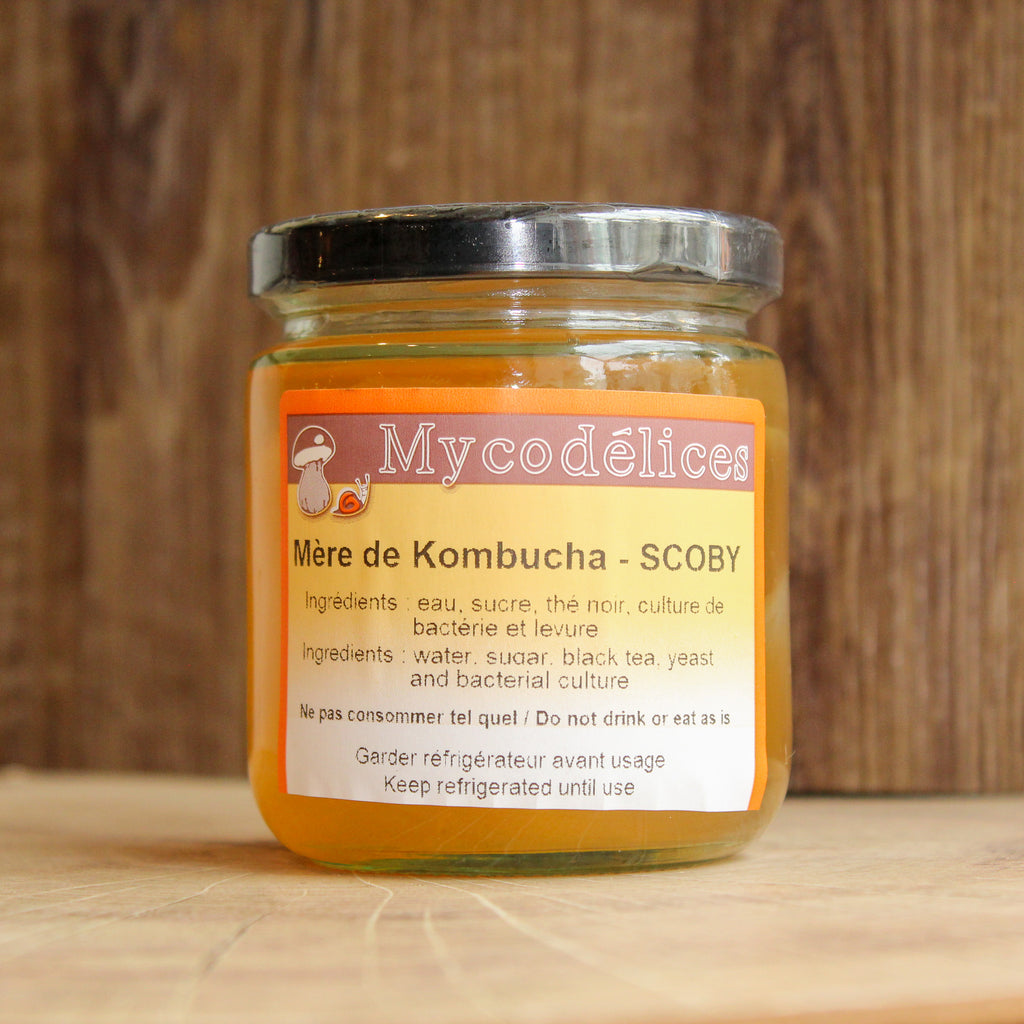 Mycodélices
Mère de Kombucha - SCOBY
Ingrédients : eau, sucre, thé noir, culture de
bactérie et levure
Ingredients : water, sugar, black tea, yeast
and bacterial culture
Ne pas consommer tel quel / Do not drink or eat as is
Garder réfrigérateur avant usage
Keep refrigerated until use